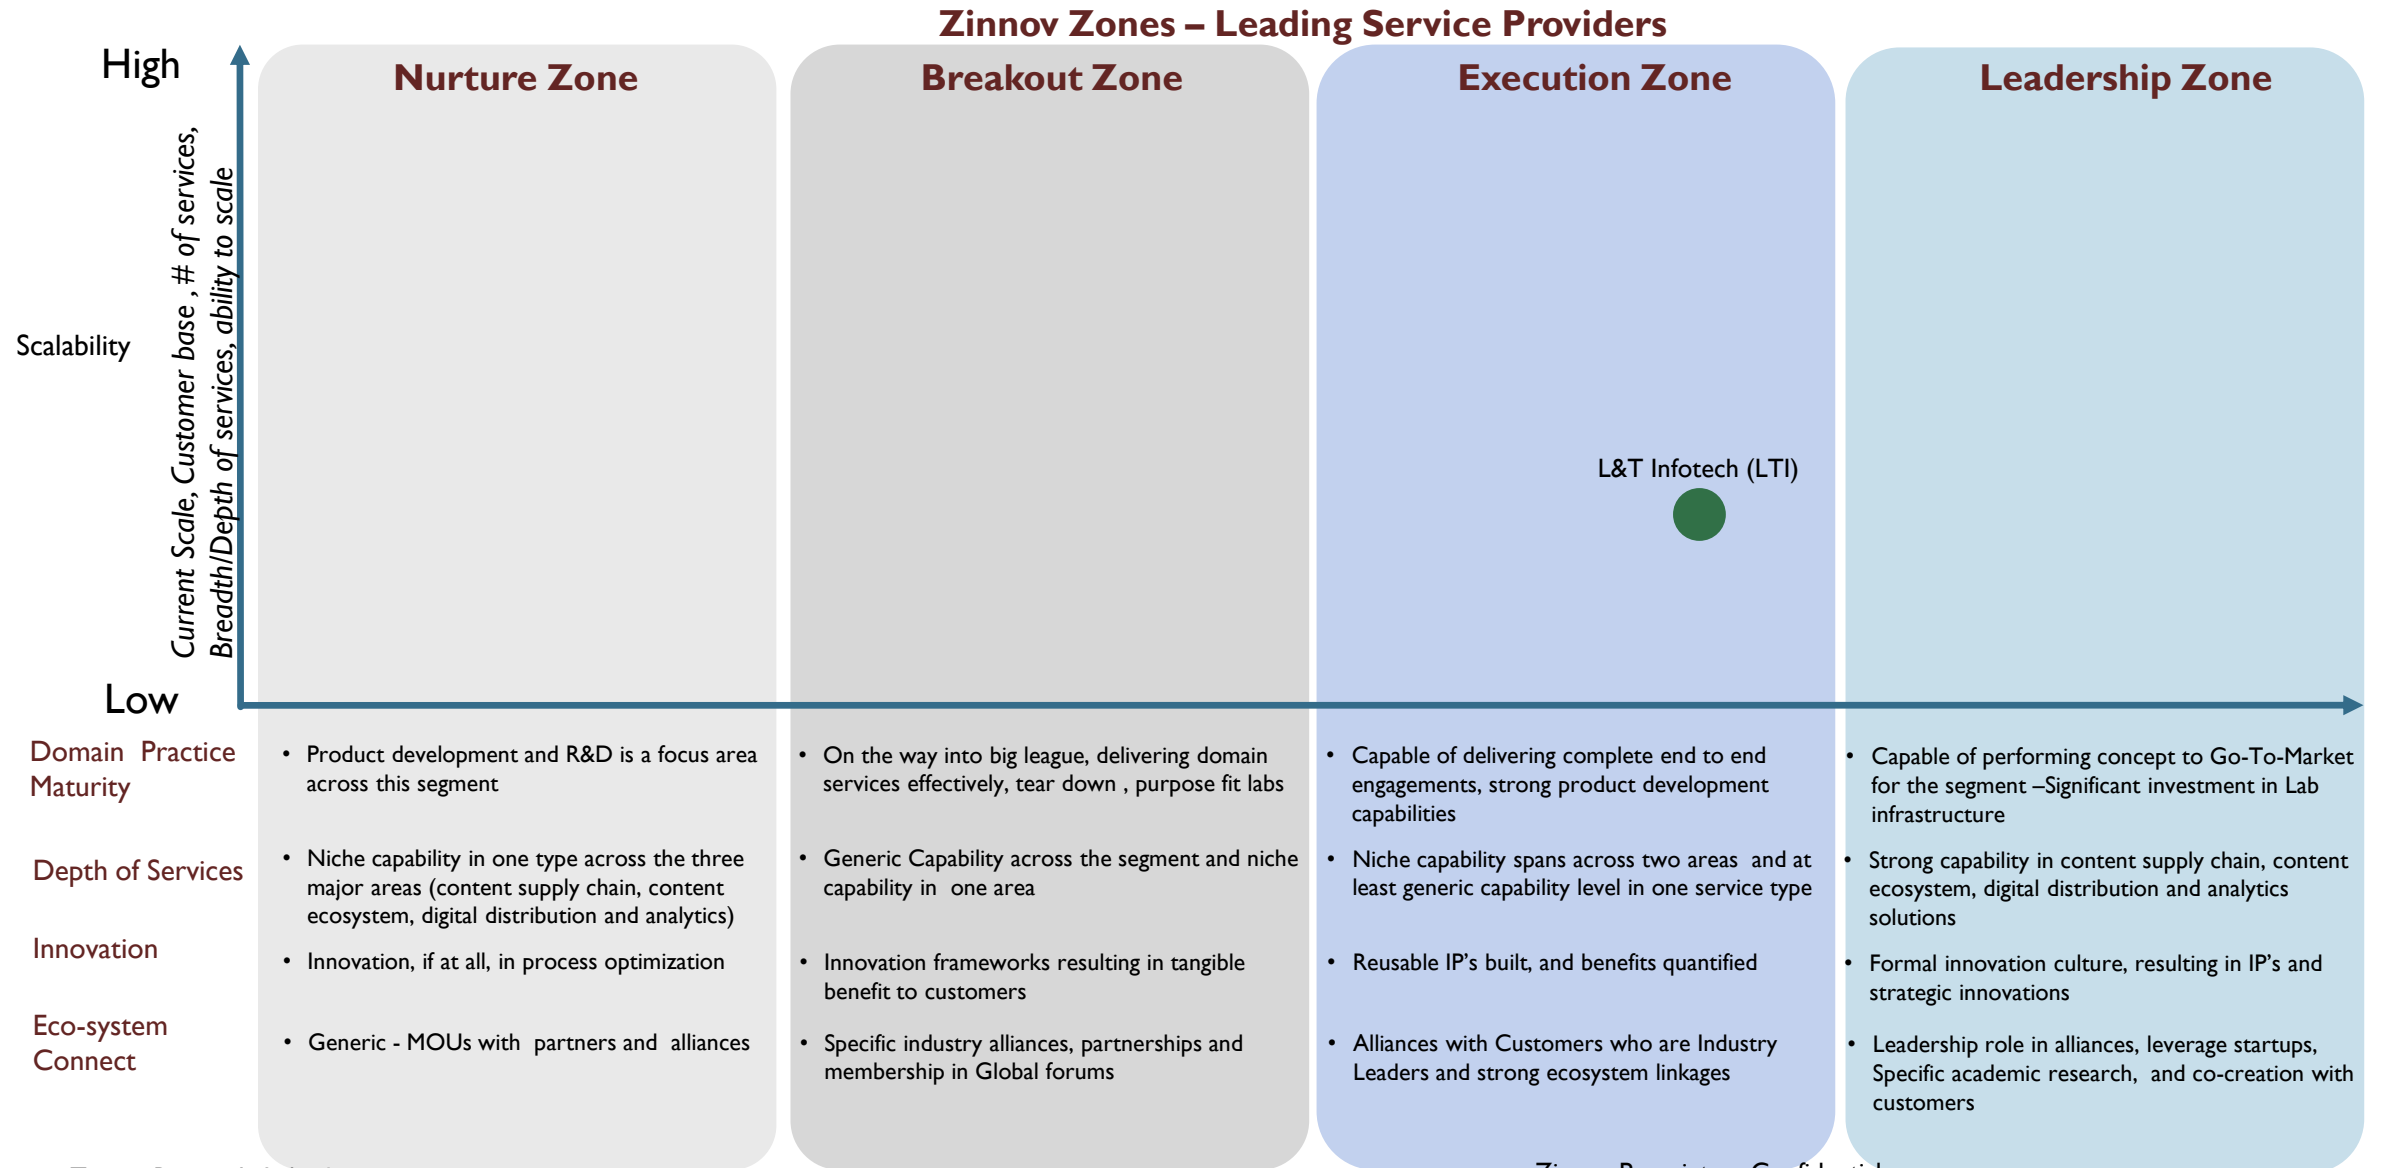 Zinnov Zones – Leading Service Providers
High
Nurture Zone
Breakout Zone
Execution Zone
Leadership Zone
Current Scale, Customer base , # of services,
Breadth/Depth of services, ability to scale
Scalability
L&T Infotech (LTI)
Low
Domain Practice
Maturity
• Product development and R&D is a focus area
across this segment
• On the way into big league, delivering domain
services effectively, tear down , purpose fit labs
• Capable of delivering complete end to end
engagements, strong product development
capabilities
• Capable of performing concept to Go-To-Market
for the segment –Significant investment in Lab
infrastructure
Depth of Services
• Niche capability in one type across the three
major areas (content supply chain, content
ecosystem, digital distribution and analytics)
• Generic Capability across the segment and niche
capability in one area
• Niche capability spans across two areas and at
least generic capability level in one service type
• Strong capability in content supply chain, content
ecosystem, digital distribution and analytics
solutions
Innovation
• Innovation, if at all, in process optimization
• Innovation frameworks resulting in tangible
benefit to customers
• Reusable IP’s built, and benefits quantified
• Formal innovation culture, resulting in IP’s and
strategic innovations
Eco-system
Connect
• Generic - MOUs with partners and alliances
• Specific industry alliances, partnerships and
membership in Global forums
• Alliances with Customers who are Industry
Leaders and strong ecosystem linkages
• Leadership role in alliances, leverage startups,
Specific academic research, and co-creation with
customers